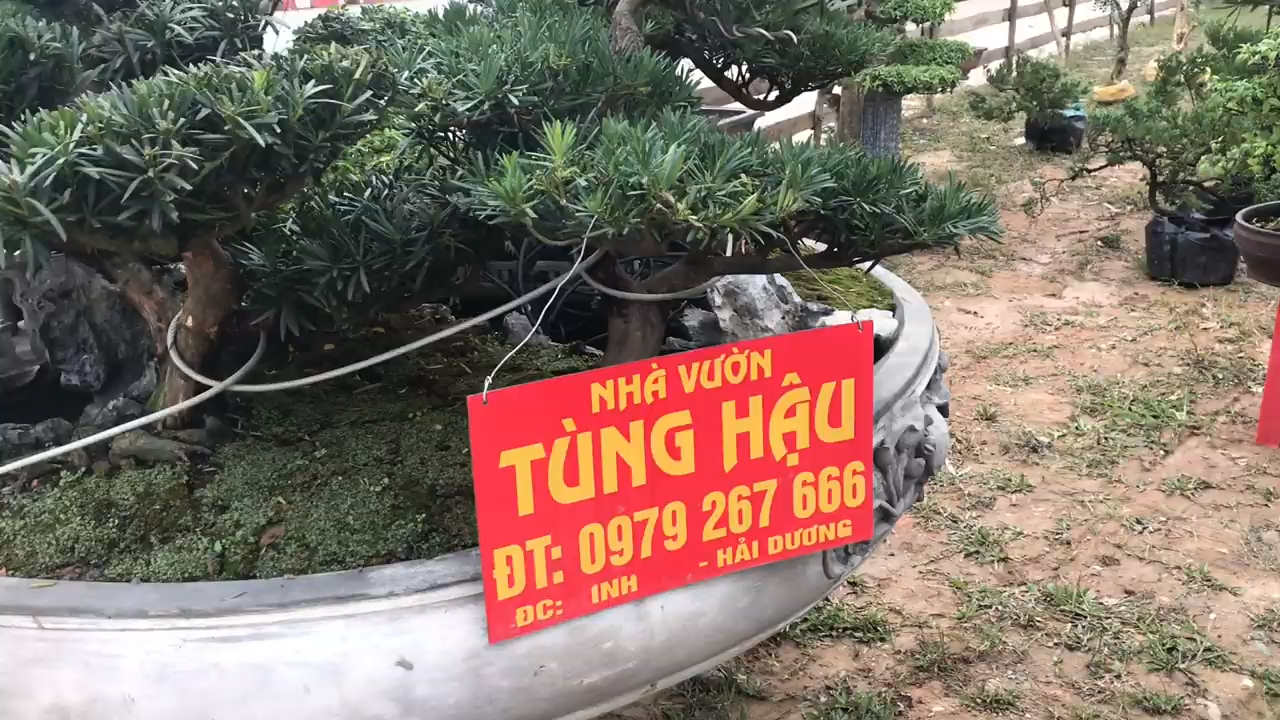 NHÀ VƯỜN
TÙNG HẬU
ĐT: 0979 267 666
ĐC: INH - HẢI DƯƠNG